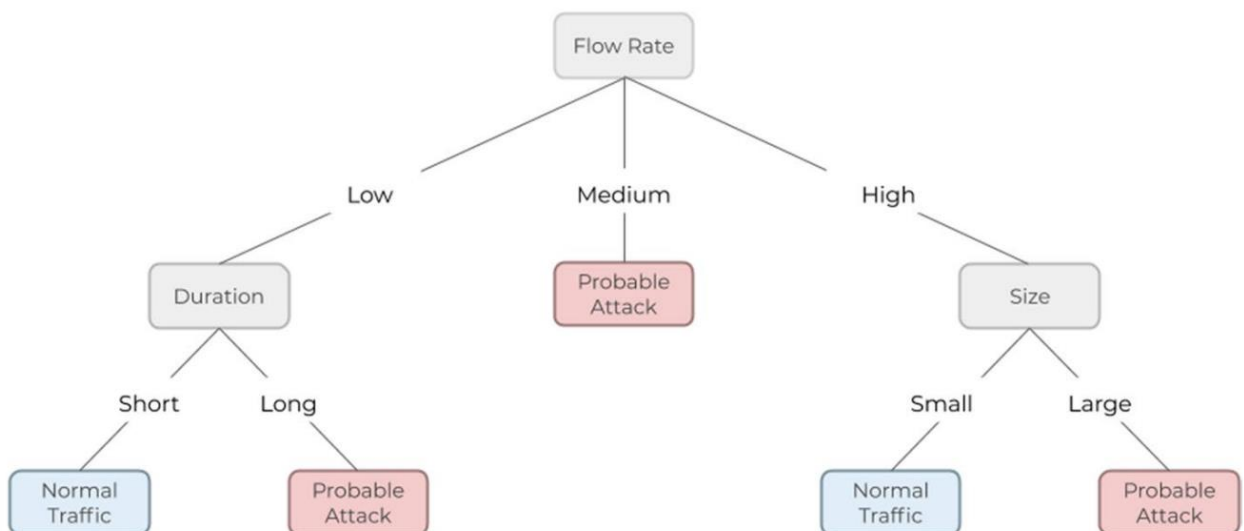 Flow Rate
Low
Medium
High
Duration
Probable
Attack
Size
Short
Long
Small
Large
Normal
Traffic
Probable
Attack
Normal
Traffic
Probable
Attack